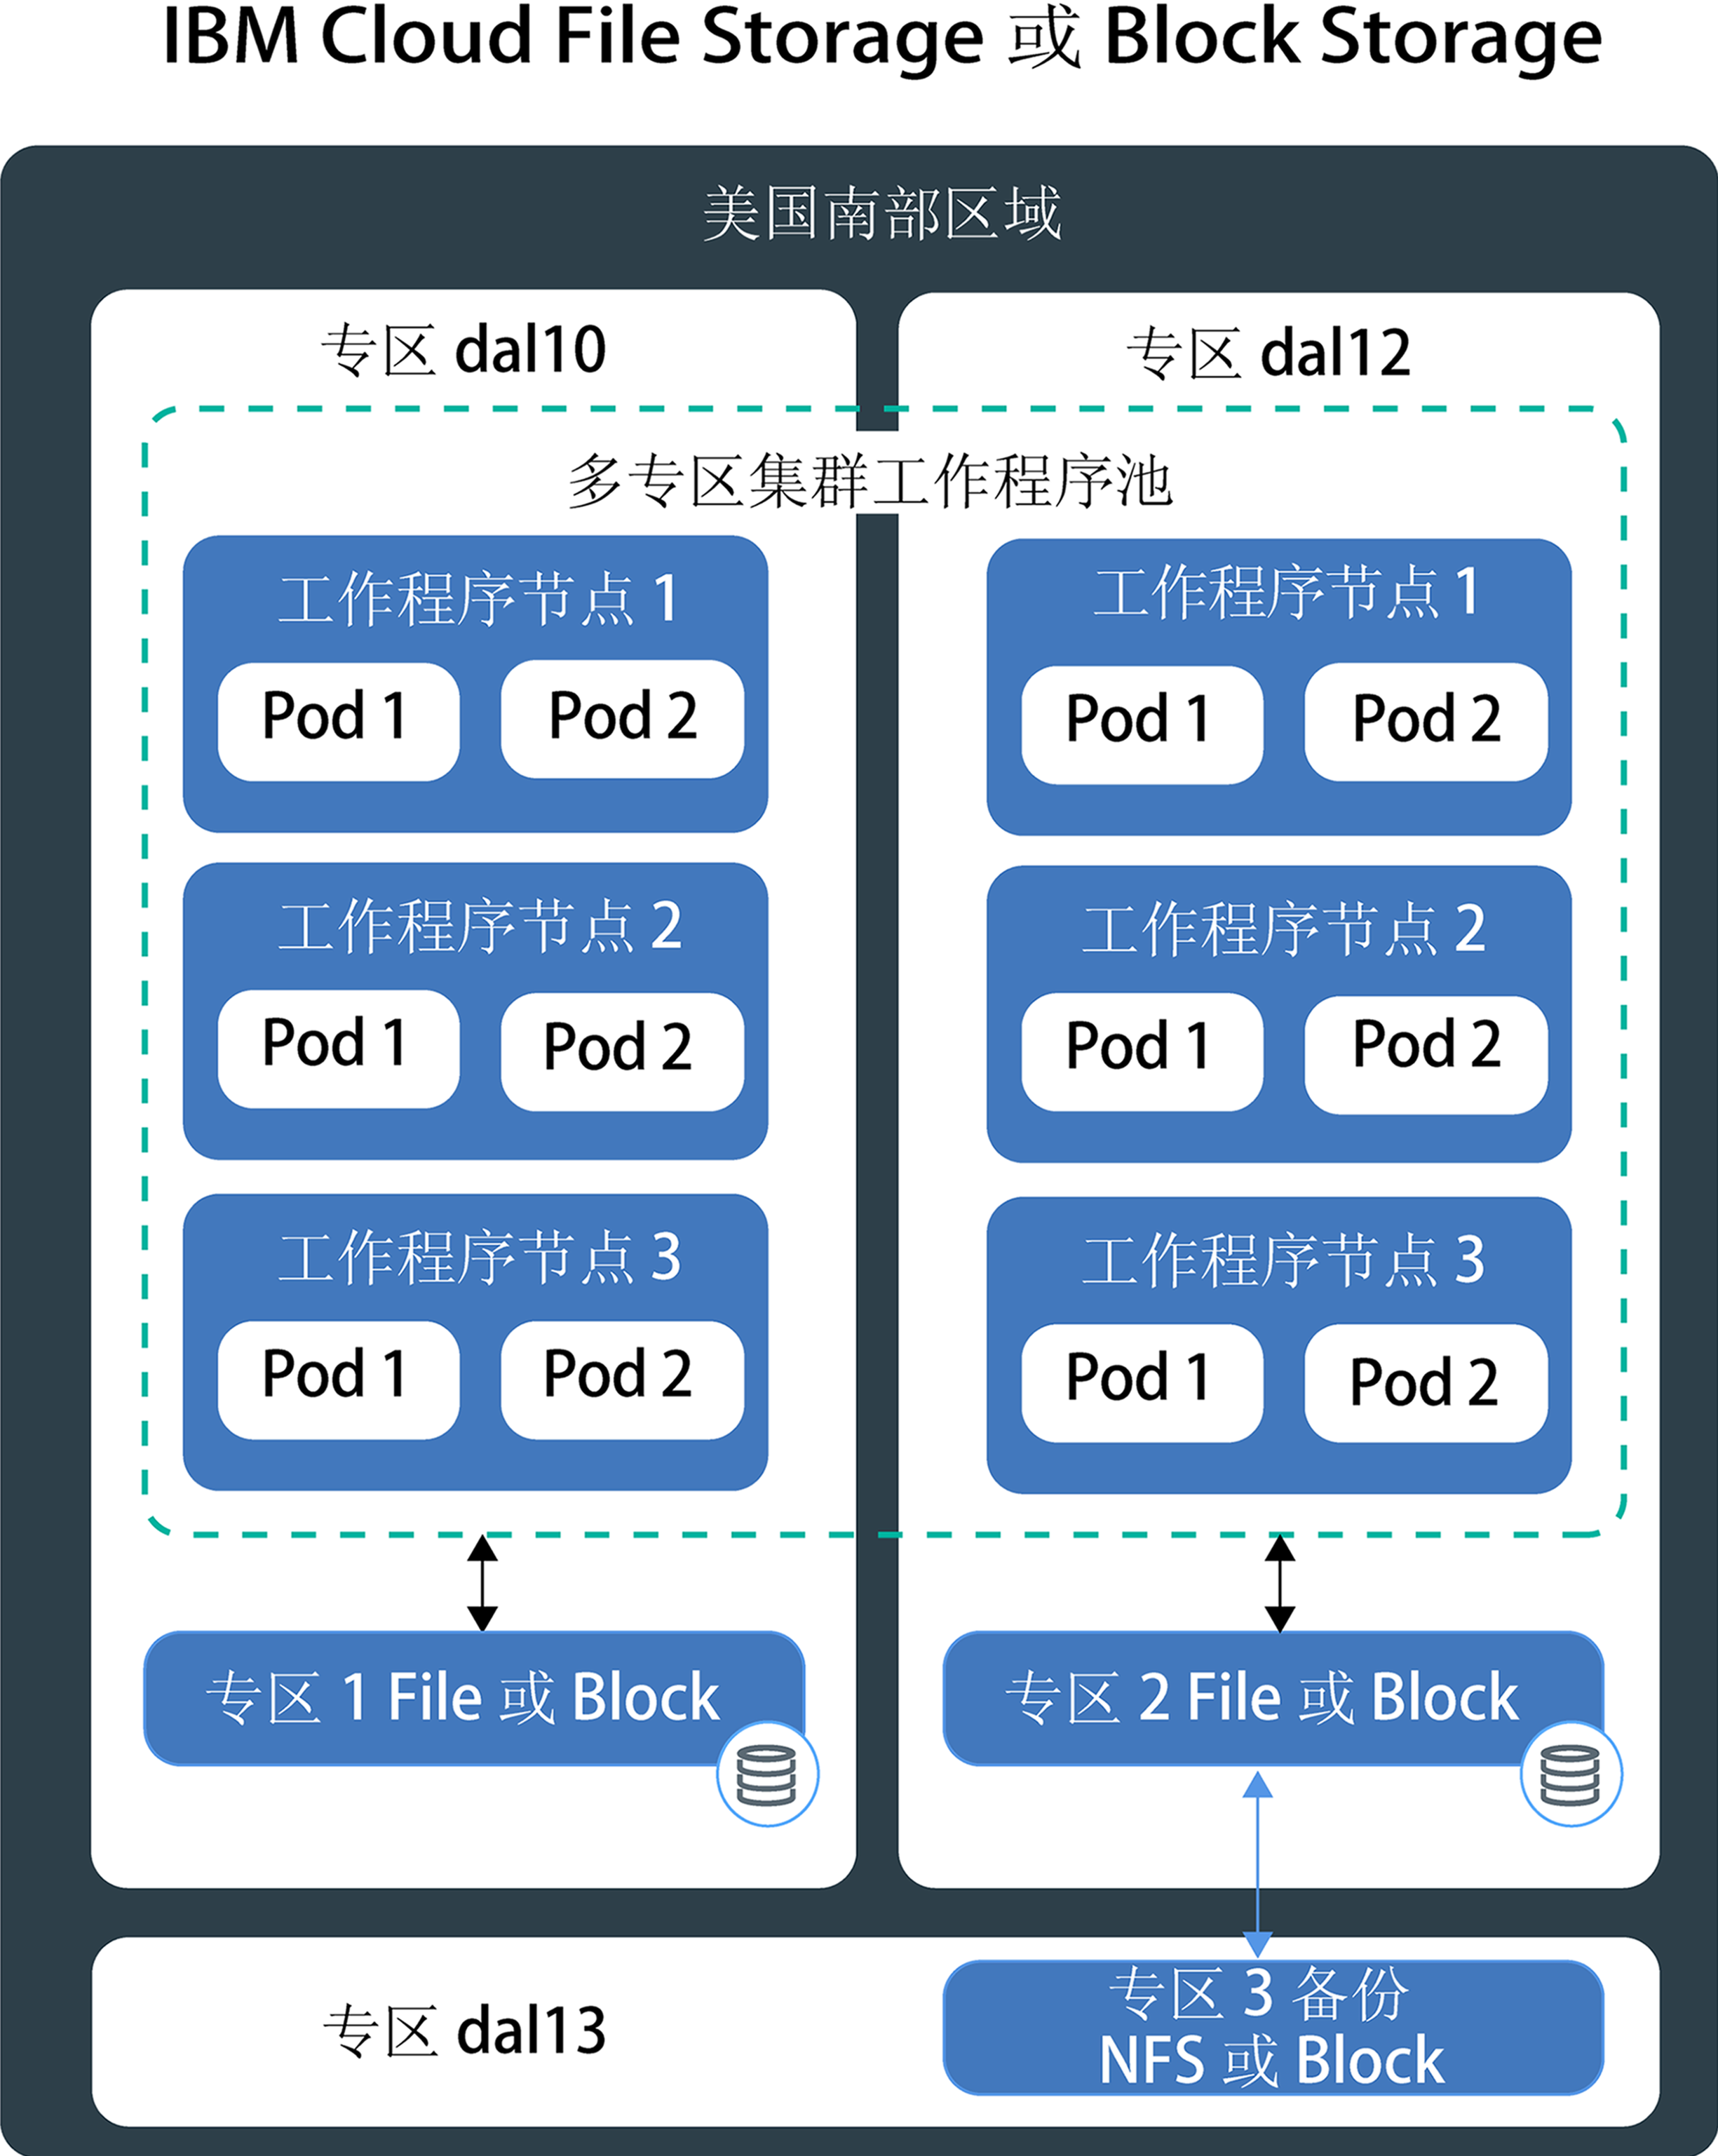 IBM Cloud File Storage 或 Block Storage
美国南部区域
专区 dal10
专区 dal12
多专区集群工作程序池
工作程序节点 1
Pod 1
Pod 2
工作程序节点 2
Pod 1
Pod 2
工作程序节点 3
Pod 1
Pod 2
工作程序节点 1
Pod 1
Pod 2
工作程序节点 2
Pod 1
Pod 2
工作程序节点 3
Pod 1
Pod 2
专区 1 File 或 Block
专区 2 File 或 Block
专区 dal13
专区 3 备份
NFS 或 Block